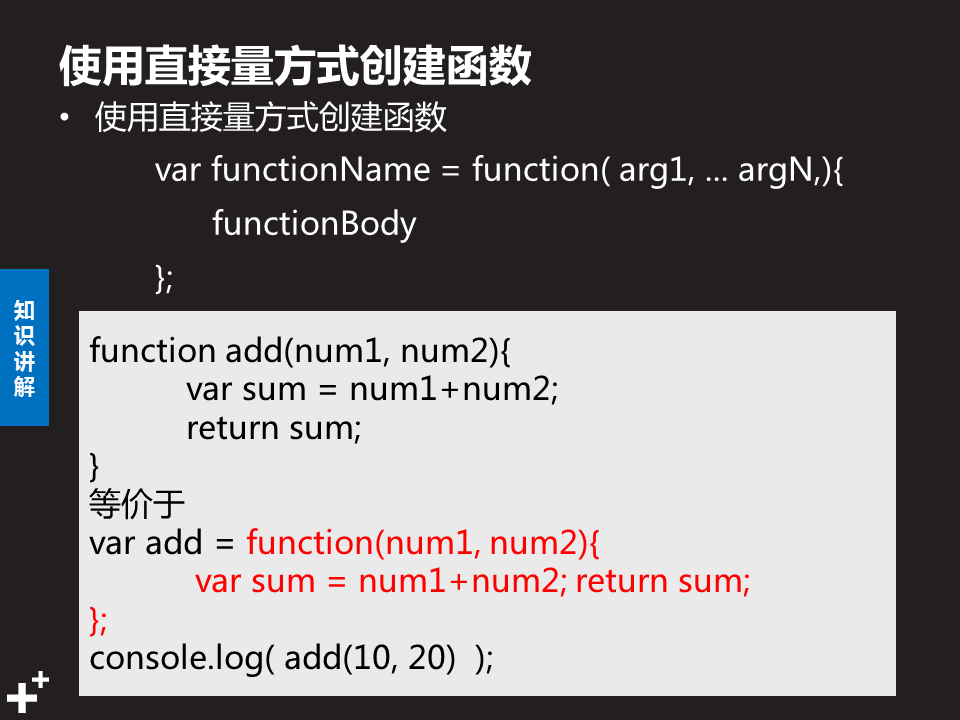 使用直接量方式创建函数
• 使用直接量方式创建函数
var functionName = function( arg1, ... argN,){
functionBody
};
知识讲解
function add(num1, num2){
var sum = num1+num2;
return sum;
}
等价于
var add = function(num1, num2){
var sum = num1+num2; return sum;
};
console.log( add(10, 20)  );